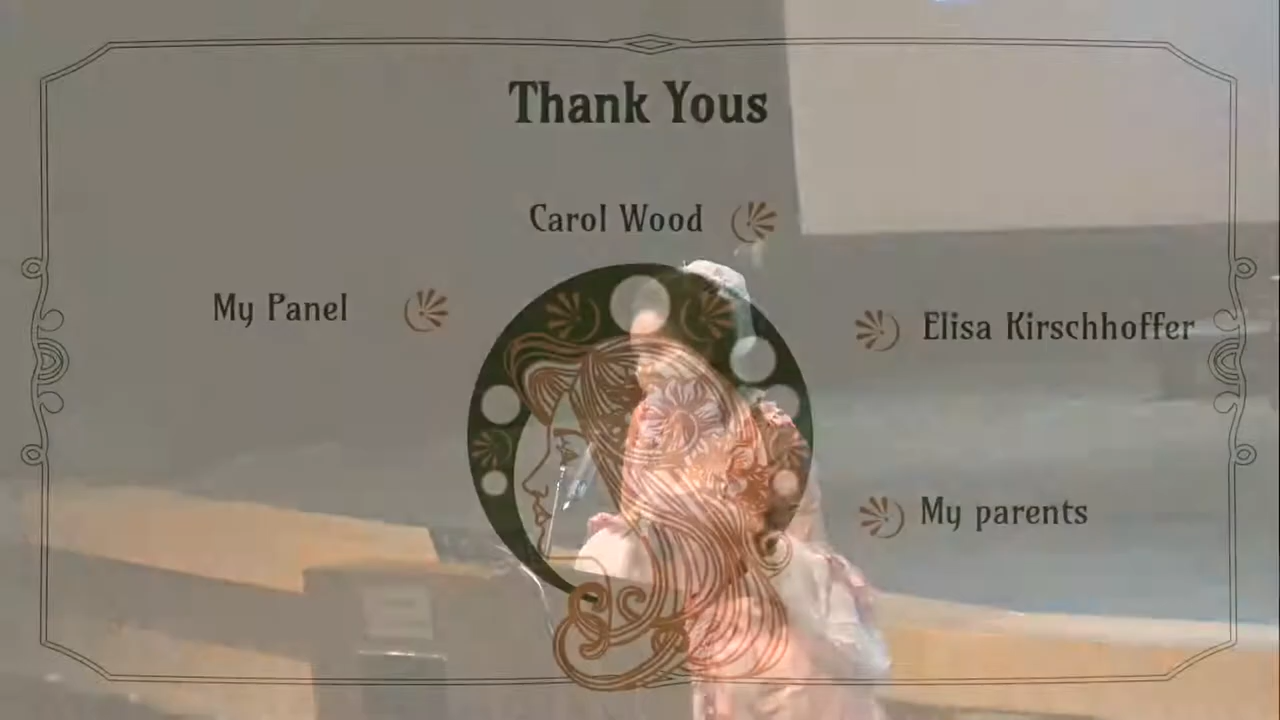 Thank Yous
Carol Wood
My Panel
Elisa Kirschhoffer
My parents